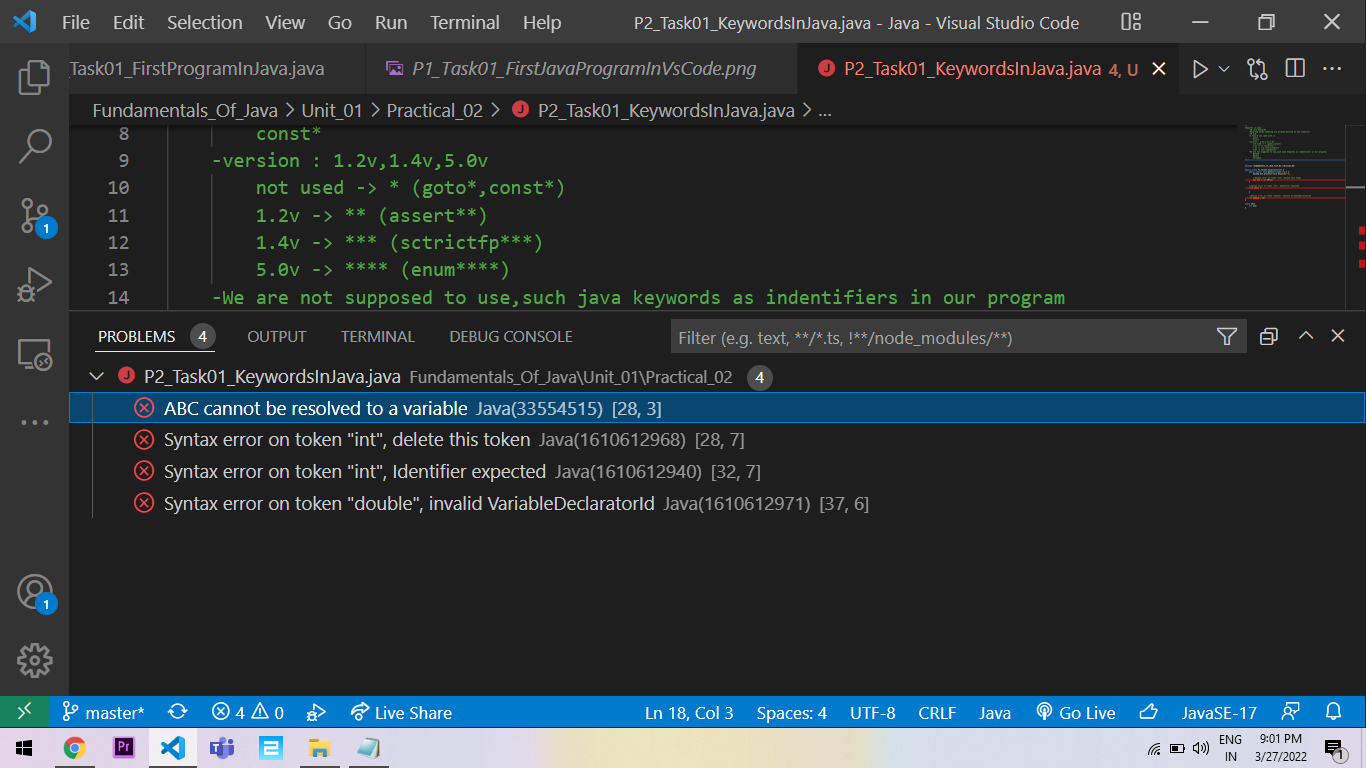 File Edit Selection View Go Run Terminal Help P2_Task01_KeywordsInJava.java - Java - Visual Studio Code
_Task01_FirstProgramInJava.java P1_Task01_FirstJavaProgramInVsCode.png J P2_Task01_KeywordsInJava.java 4, U
Fundamentals_Of_Java > Unit_01 > Practical_02 > J P2_Task01_KeywordsInJava.java > ...
8 const*
9 -version : 1.2v,1.4v,5.0v
10 not used -> * (goto*,const*)
11 1.2v -> ** (assert**)
12 1.4v -> *** (sctrictfp***)
13 5.0v -> **** (enum****)
14 -We are not supposed to use,such java keywords as indentifiers in our program
PROBLEMS 4 OUTPUT TERMINAL DEBUG CONSOLE Filter (e.g. text, **/*.ts, !**/node_modules/**)
J P2_Task01_KeywordsInJava.java Fundamentals_Of_Java\Unit_01\Practical_02 4
ABC cannot be resolved to a variable Java(33554515) [28, 3]
Syntax error on token "int", delete this token Java(1610612968) [28, 7]
Syntax error on token "int", Identifier expected Java(1610612940) [32, 7]
Syntax error on token "double", invalid VariableDeclaratorId Java(1610612971) [37, 6]
1
1
master* 4 0 Live Share Ln 18, Col 3 Spaces: 4 UTF-8 CRLF Java Go Live JavaSE-17
Pr ENG 9:01 PM
IN 3/27/2022 1